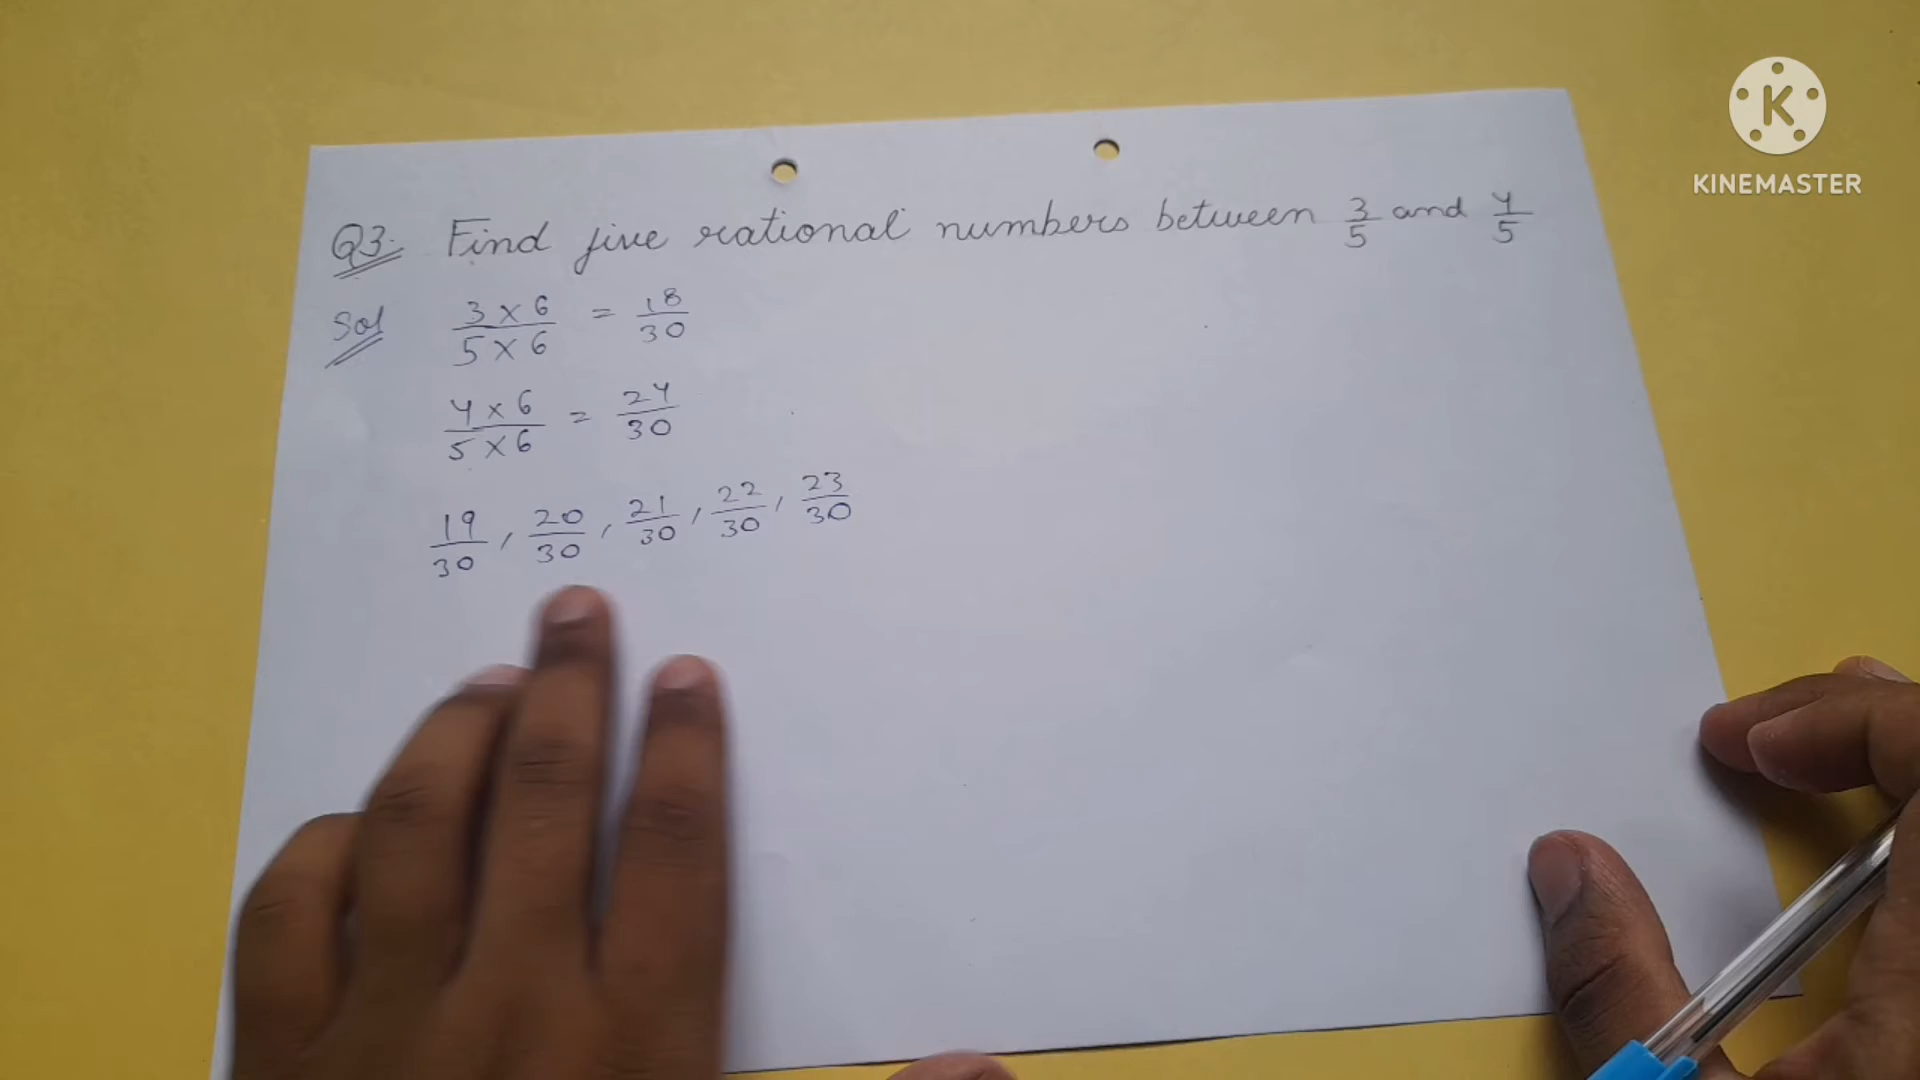 Q3. Find five rational numbers between 3/5 and 4/5
Sol 3 x 6 / 5 x 6 = 18/30
4 x 6 / 5 x 6 = 24/30
19/30, 20/30, 21/30, 22/30, 23/30
K
KINEMASTER